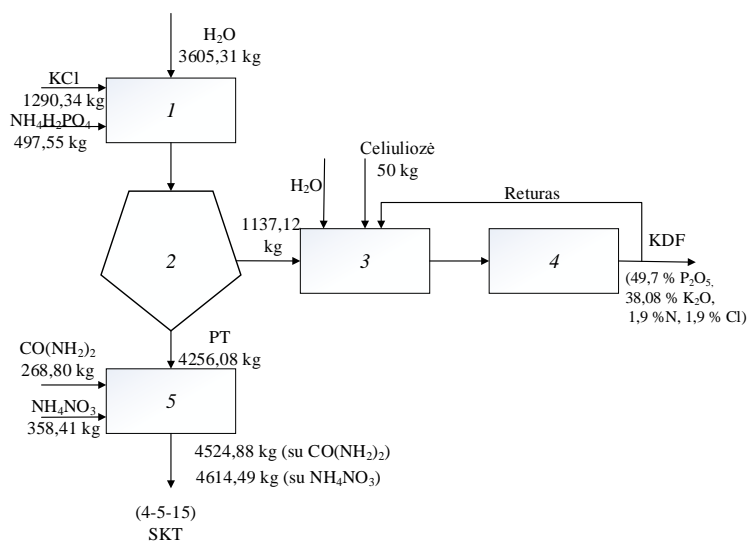 H₂O
3605,31 kg
KCl
1290,34 kg
NH₄H₂PO₄
497,55 kg
1
2
1137,12
kg
H₂O
Celiuliozė
50 kg
Returas
3
4
KDF
(49,7 % P₂O₅,
38,08 % K₂O,
1,9 %N, 1,9 % Cl)
PT
4256,08 kg
CO(NH₂)₂
268,80 kg
NH₄NO₃
358,41 kg
5
4524,88 kg (su CO(NH₂)₂)
4614,49 kg (su NH₄NO₃)
(4-5-15)
SKT